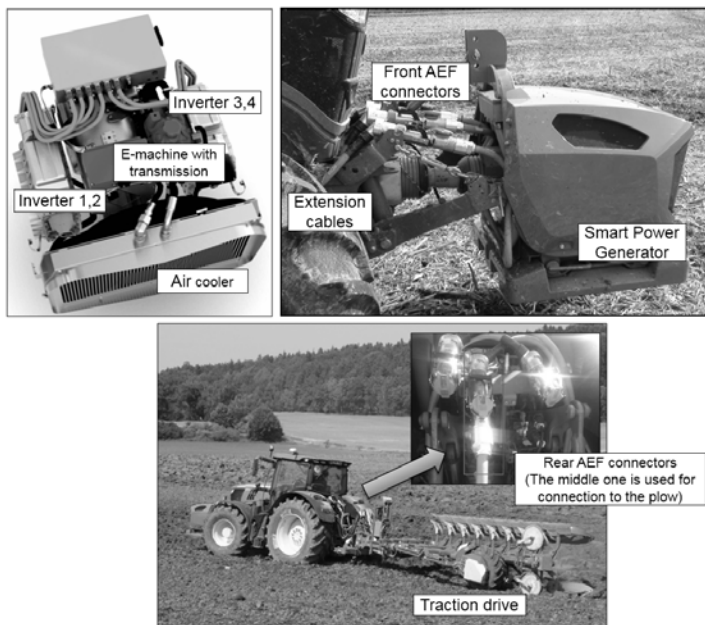 Inverter 3,4
E-machine with
transmission
Inverter 1,2
Air cooler
Front AEF
connectors
Extension
cables
Smart Power
Generator
Rear AEF connectors
(The middle one is used for
connection to the plow)
Traction drive